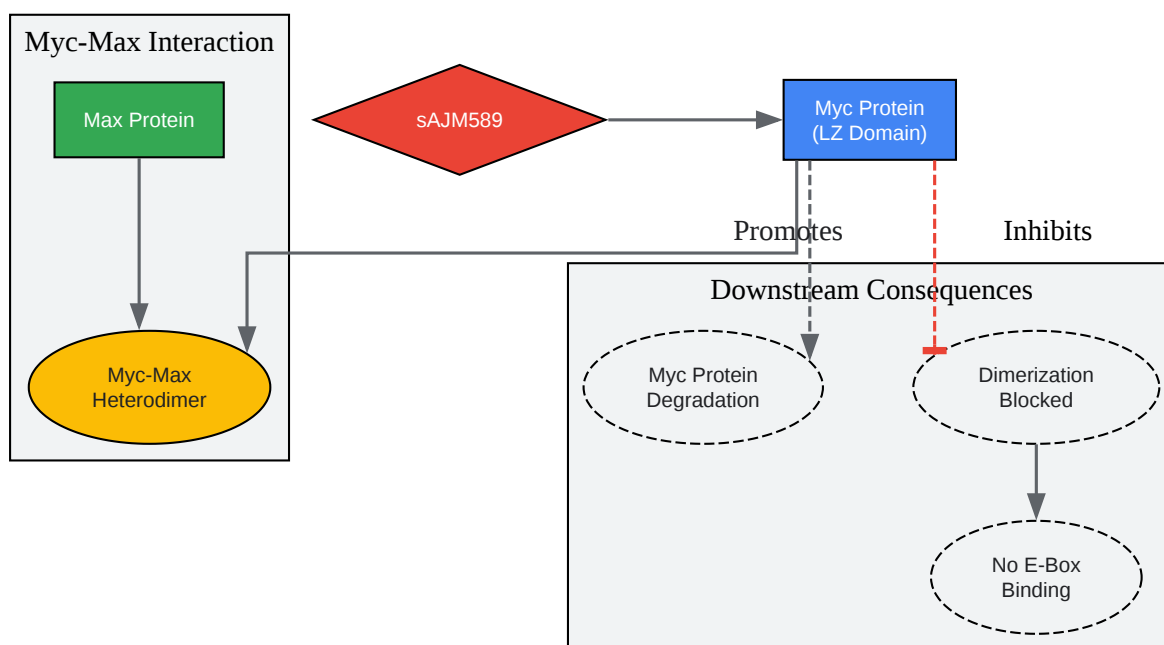 Myc-Max Interaction
Max Protein
sAJM589
Myc Protein
(LZ Domain)
Promotes
Inhibits
Downstream Consequences
Myc-Max
Heterodimer
Myc Protein
Degradation
Dimerization
Blocked
No E-Box
Binding